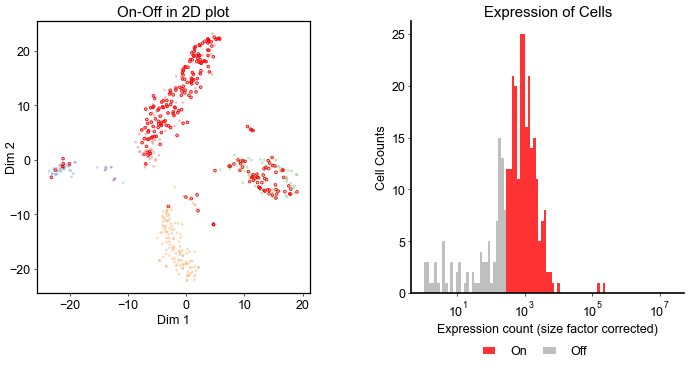 On-Off in 2D plot
Dim 2
20
10
0
−10
−20
−20 −10 0 10 20
Dim 1
Expression of Cells
Cell Counts
25
20
15
10
5
0
10^1 10^3 10^5 10^7
Expression count (size factor corrected)
On Off